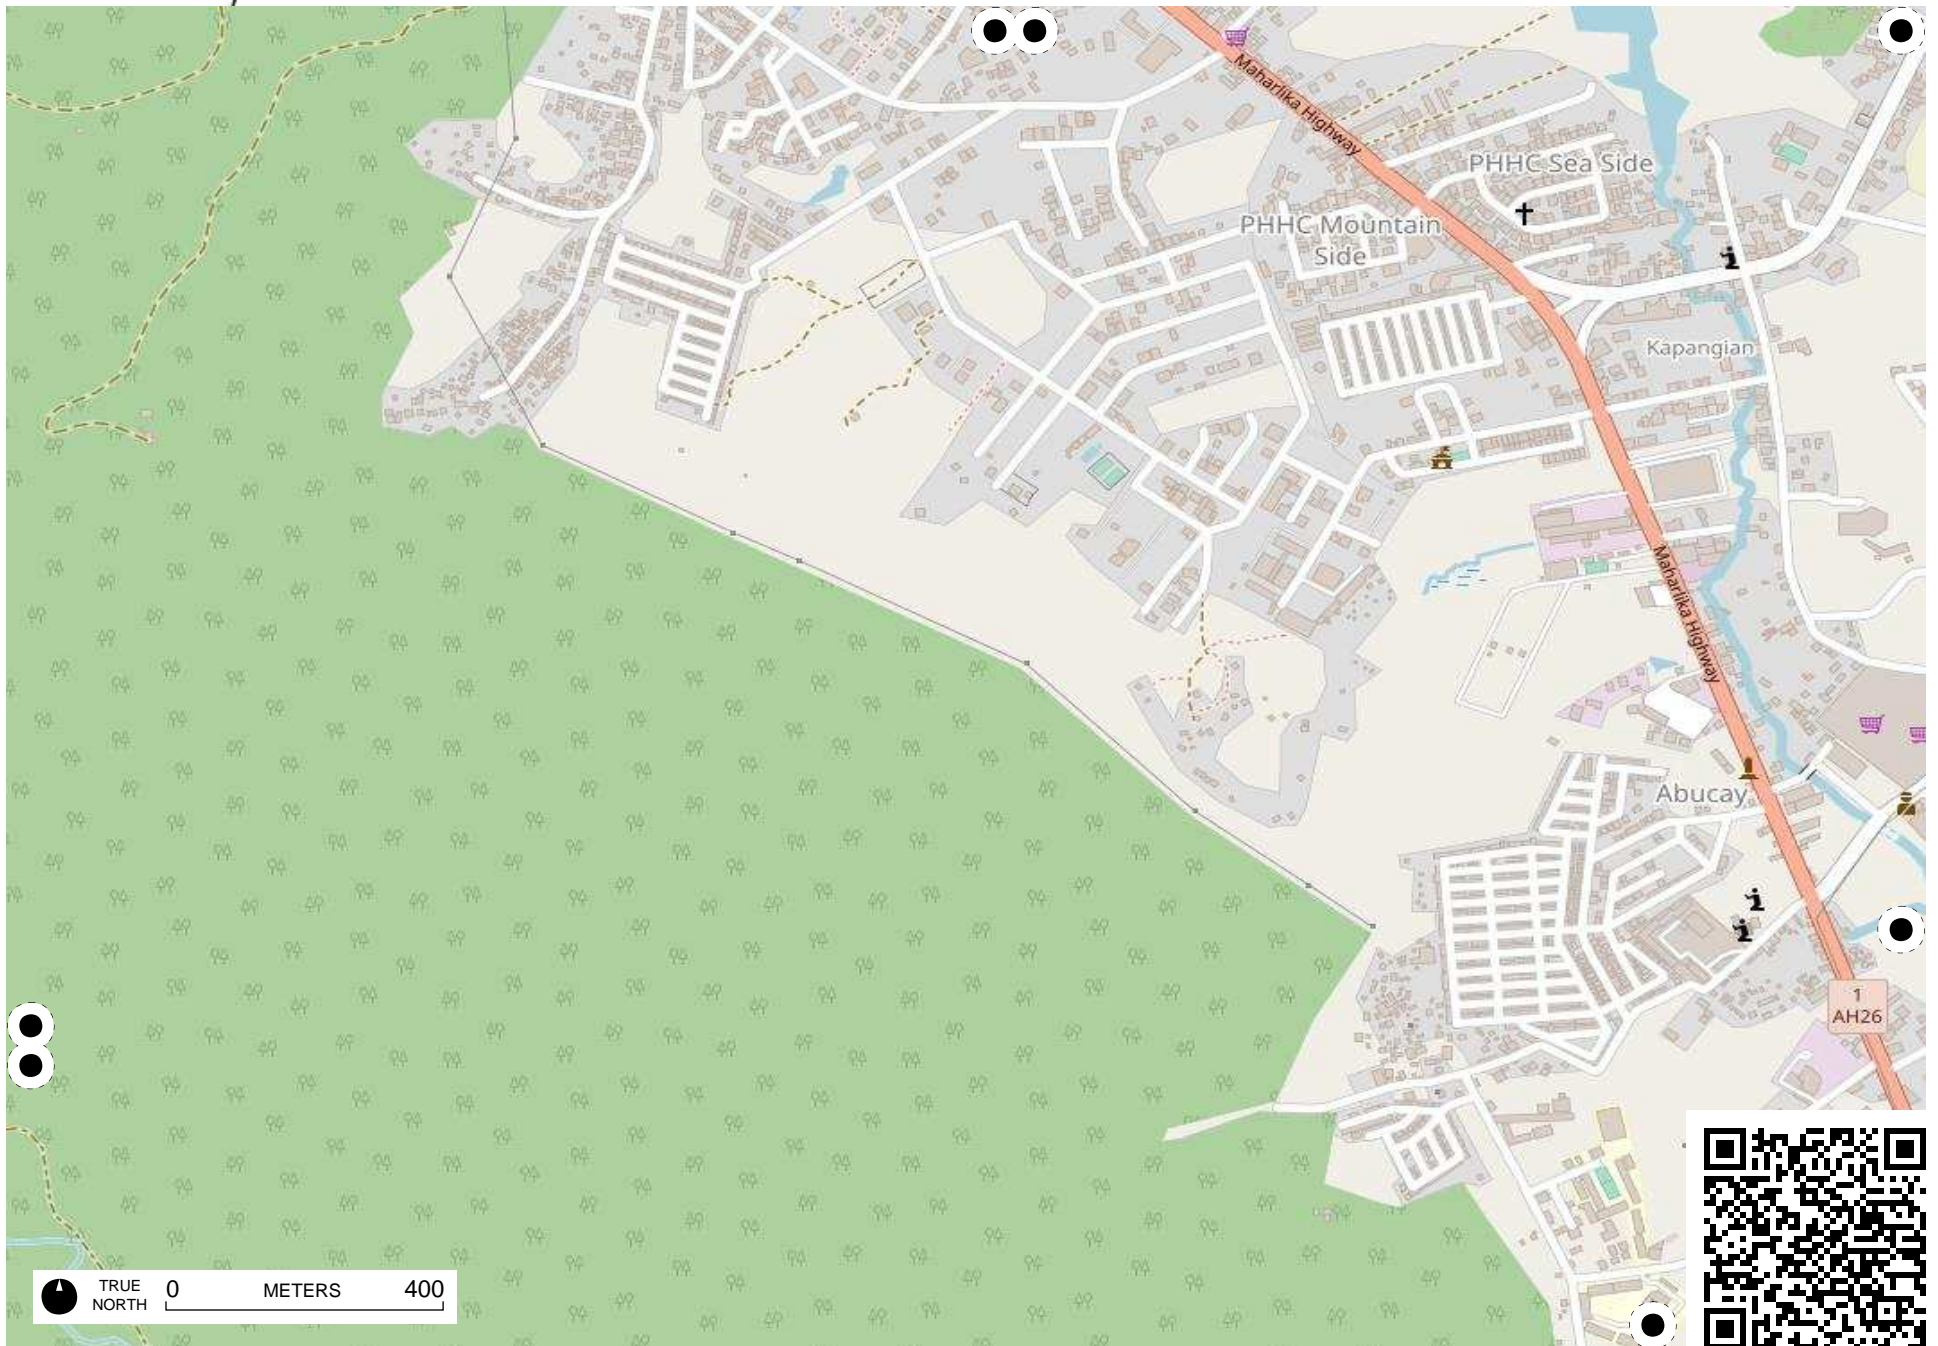 Maharlika Highway
PHHC Sea Side
PHHC Mountain
Side
Kapangian
Maharlika Highway
Abucay
1
AH26
TRUE
NORTH
0 METERS 400